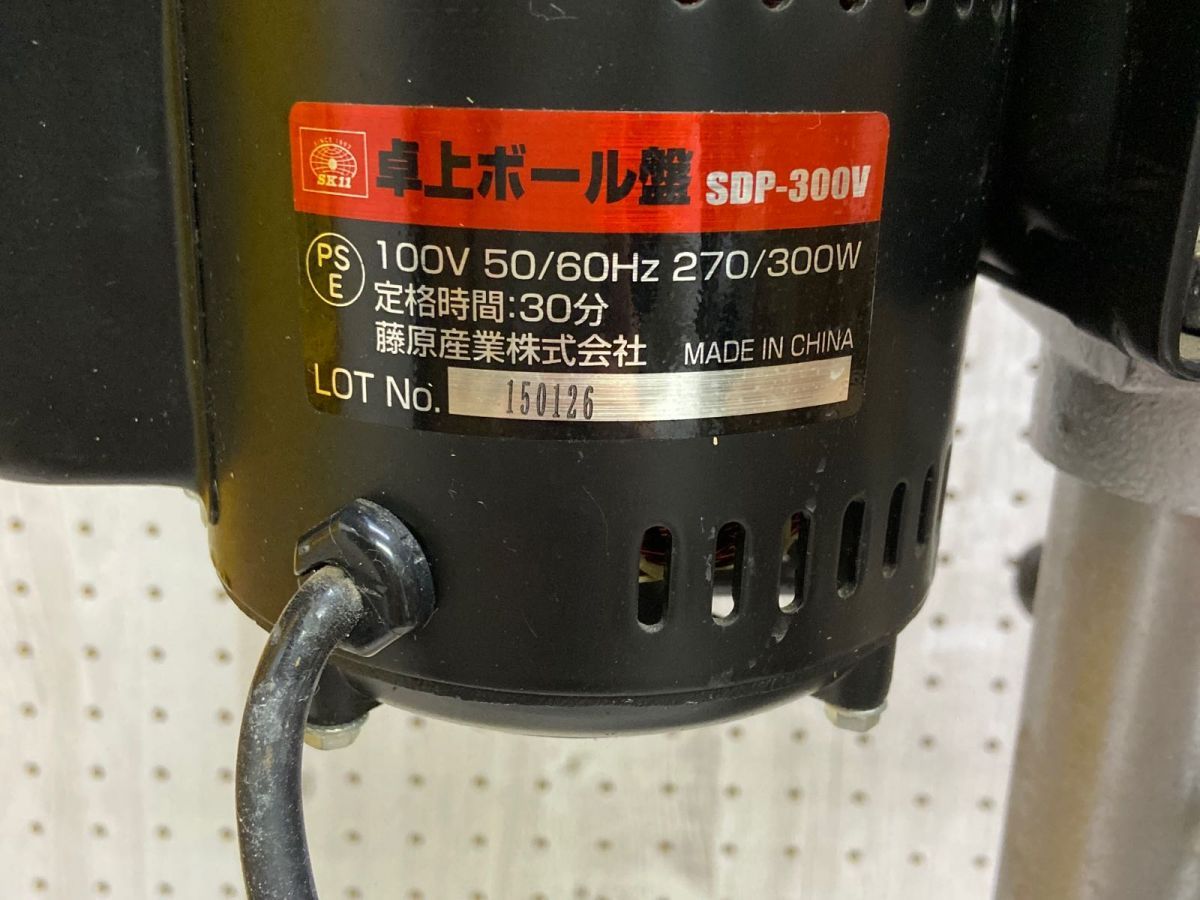 SINCE 1903
SK11
卓上ボール盤 SDP-300V
PS
E
100V 50/60Hz 270/300W
定格時間:30分
藤原産業株式会社 MADE IN CHINA
LOT No. 150126